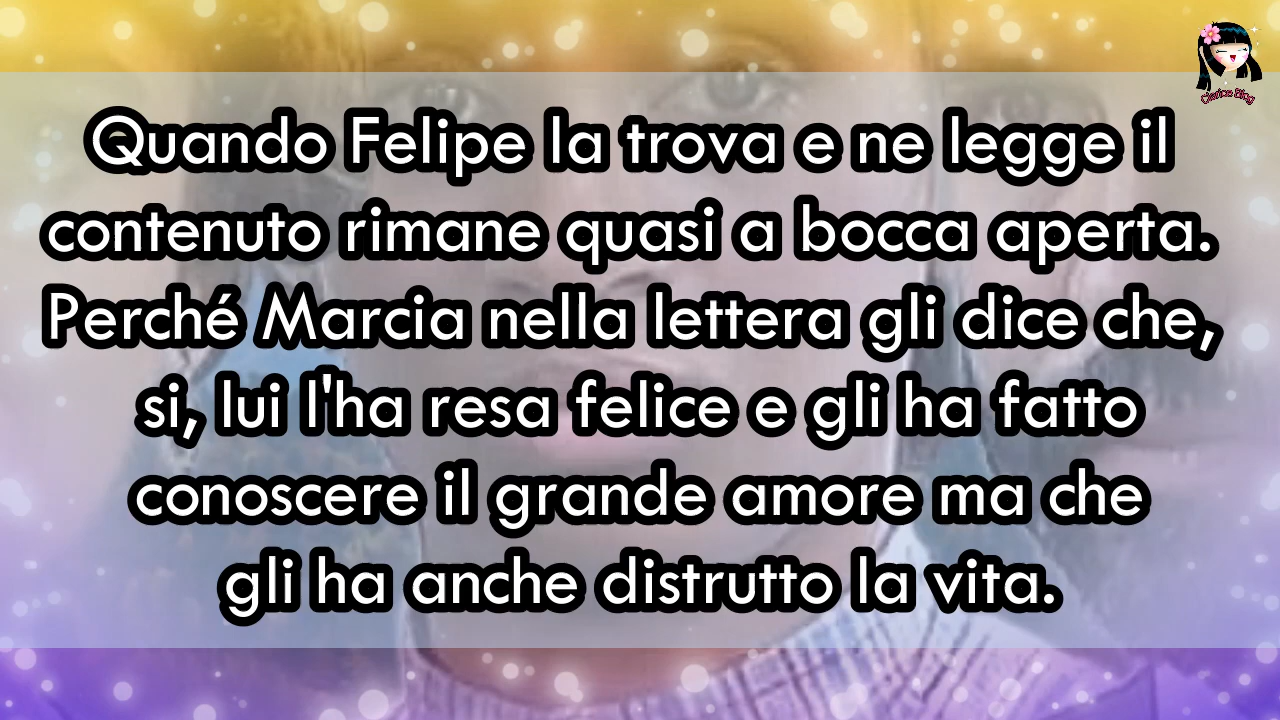 Quando Felipe la trova e ne legge il
contenuto rimane quasi a bocca aperta.
Perché Marcia nella lettera gli dice che,
si, lui l'ha resa felice e gli ha fatto
conoscere il grande amore ma che
gli ha anche distrutto la vita.